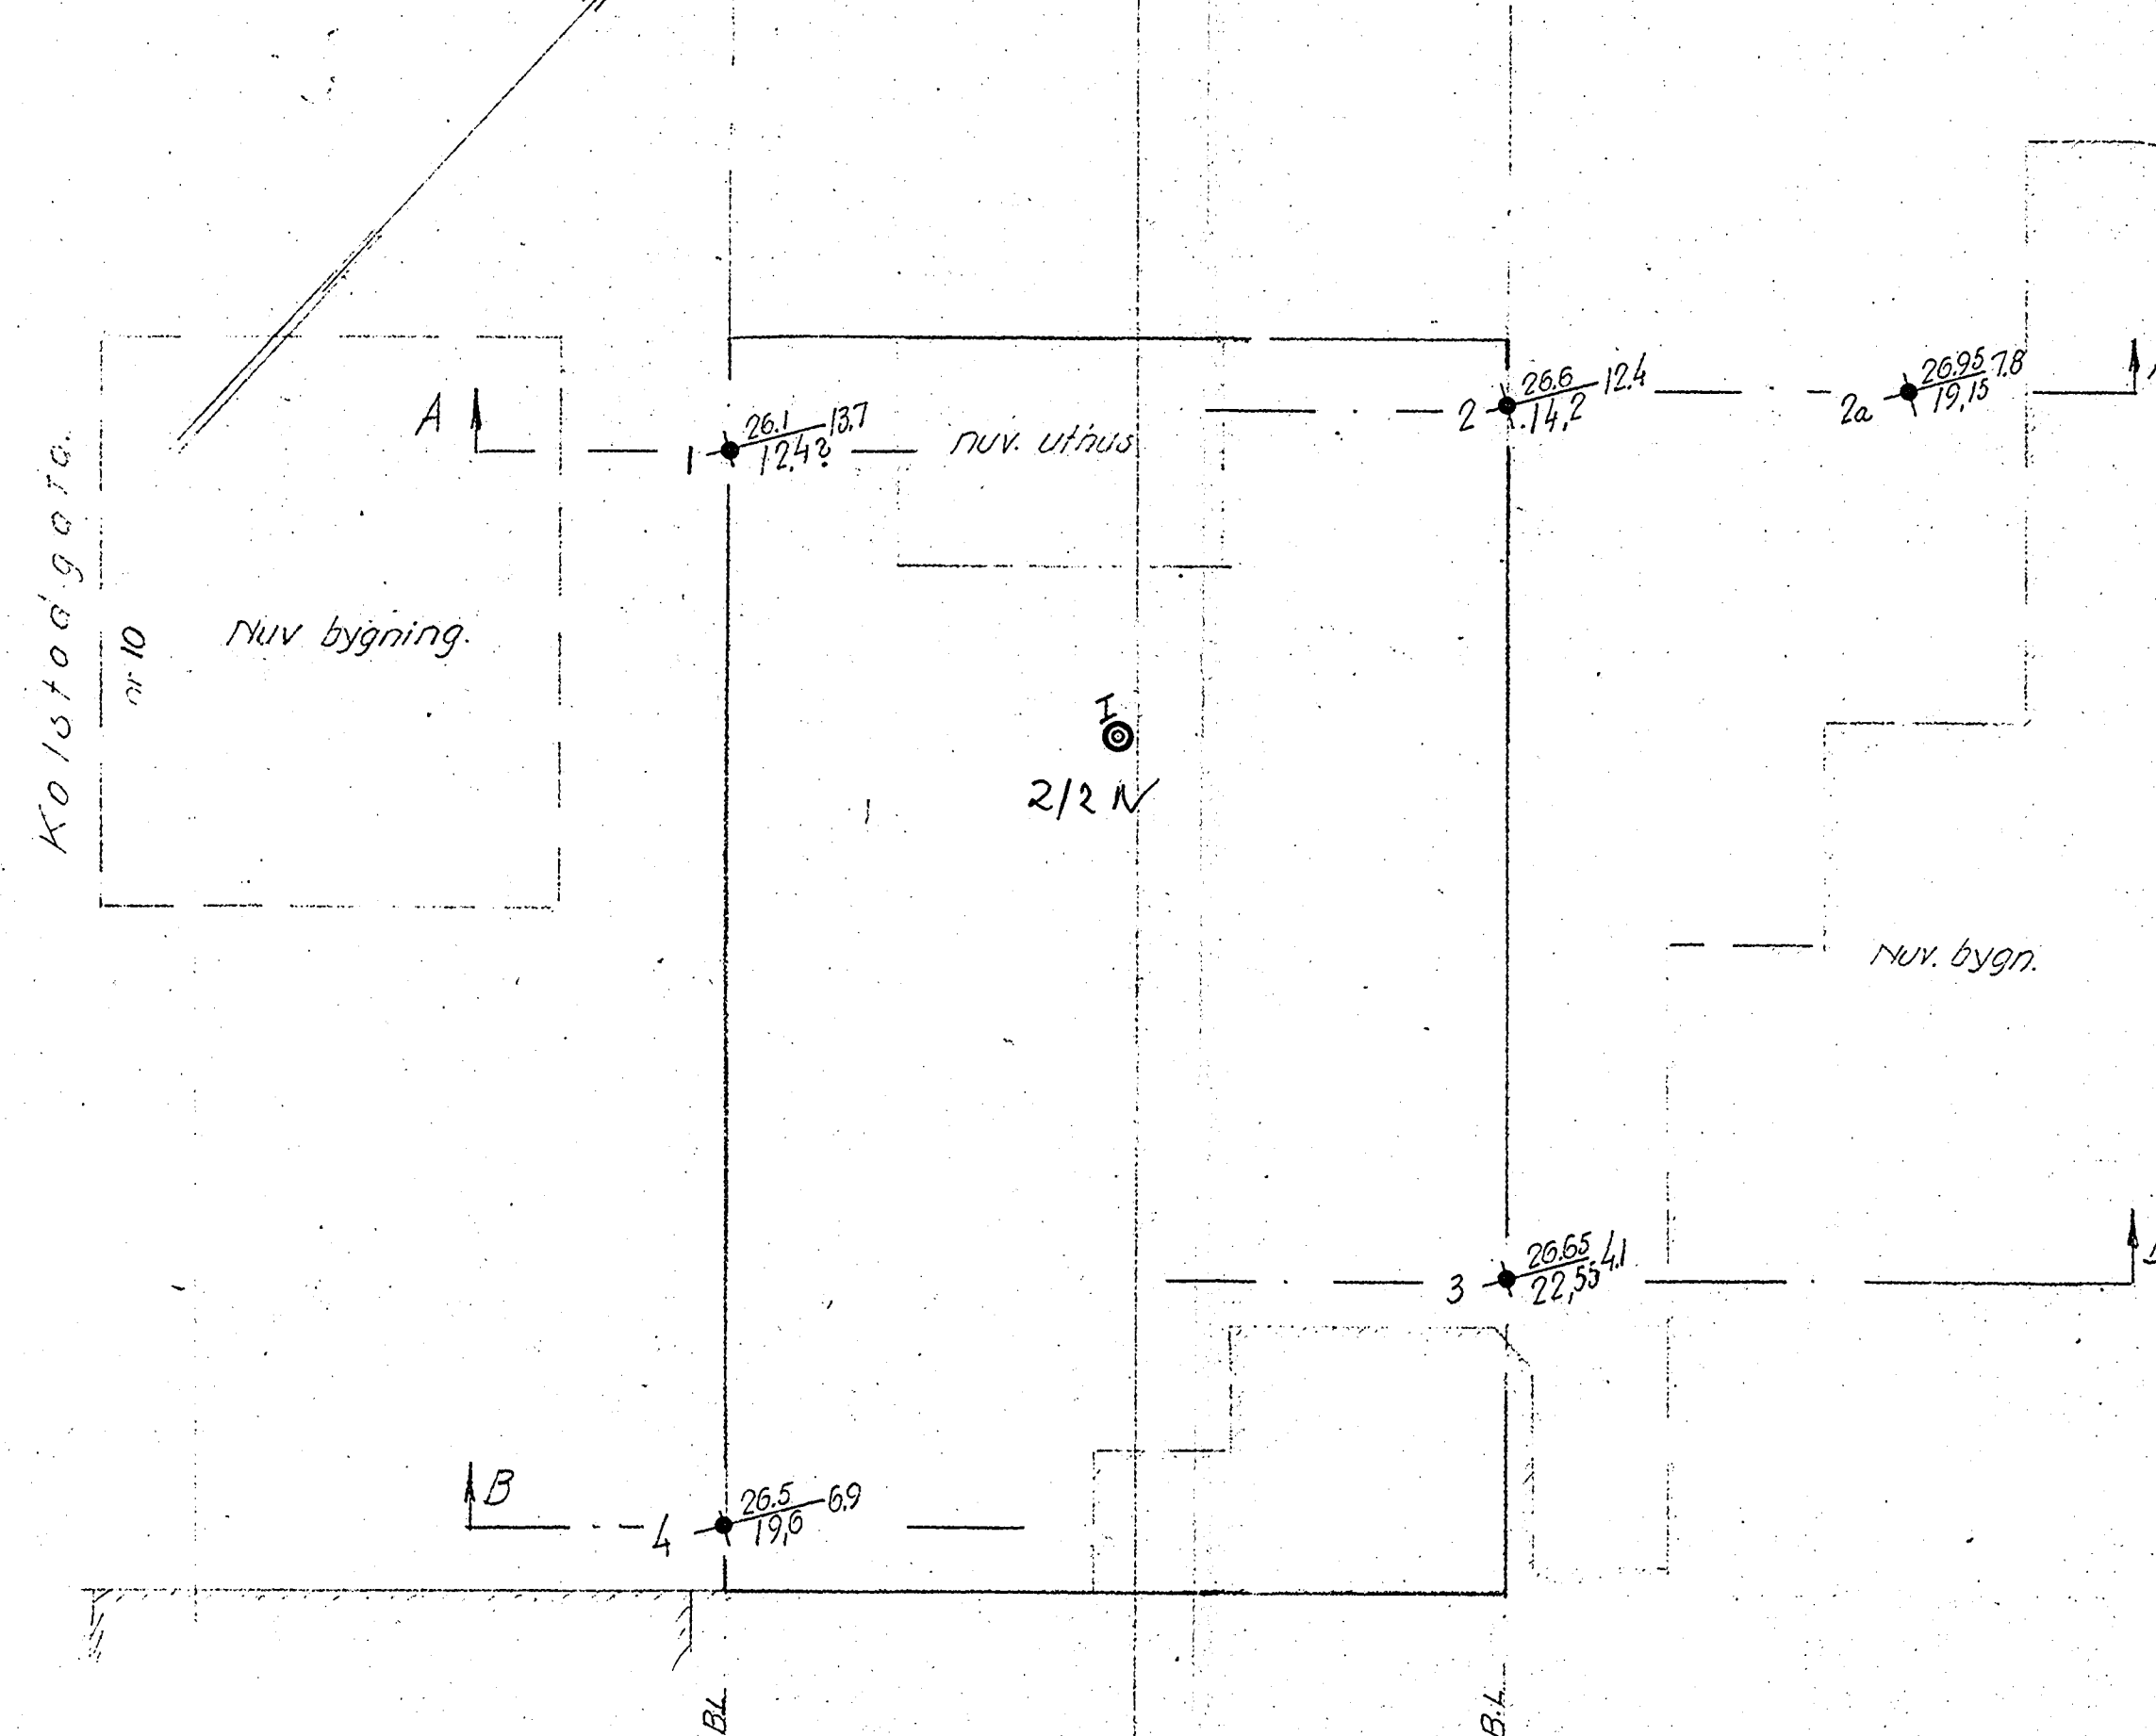 26.6 12.4
2 14,2
26.95 7.8
2a 19,15
A
26.1 13.7
1 12,4?
nuv. uthus
Kolstadgata.
nr 10
Nuv bygning.
I
2/2 IV
Nuv. bygn.
26.65 4.1
3 22,55
B
26.5 6.9
4 19,6
B.L.
B.L.